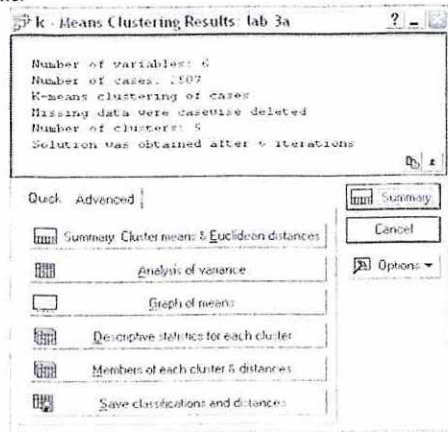 k - Means Clustering Results: lab 3a
Number of variables: 6
Number of cases:
K-means clustering of cases
Missing data were casewise deleted
Number of clusters: 5
Solution was obtained after iterations
Quick Advanced
Summary
Summary: Cluster means & Euclidean distances
Cancel
Analysis of variance
Options
Graph of means
Descriptive statistics for each cluster
Members of each cluster & distances
Save classifications and distances